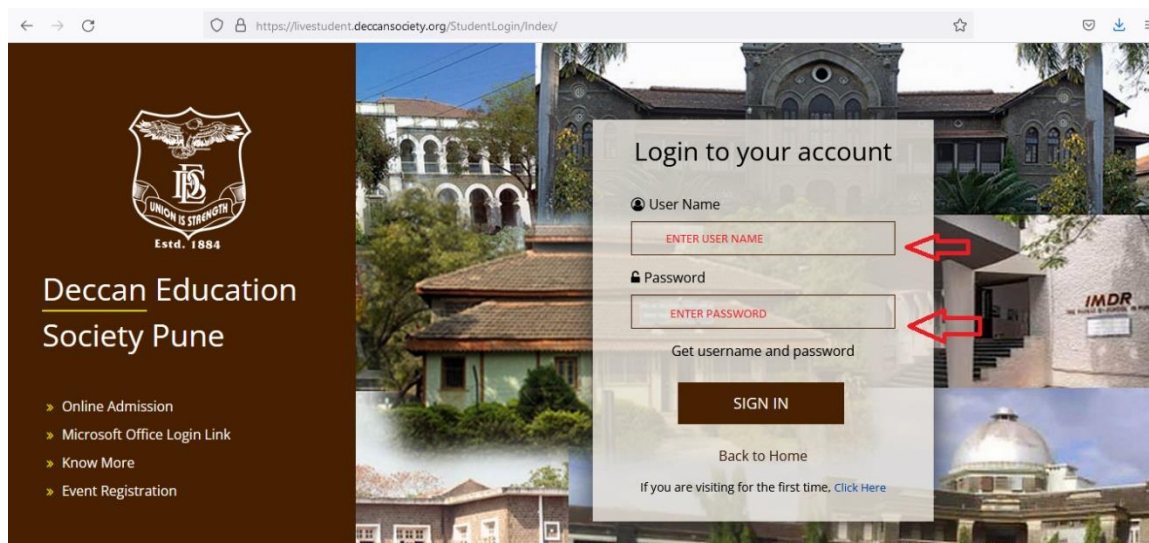 https://livestudent.deccansociety.org/StudentLogin/Index/
DES
UNION IS STRENGTH
Estd. 1884
Deccan Education
Society Pune
» Online Admission
» Microsoft Office Login Link
» Know More
» Event Registration
Login to your account
User Name
ENTER USER NAME
Password
ENTER PASSWORD
Get username and password
SIGN IN
Back to Home
If you are visiting for the first time, Click Here
IMDR